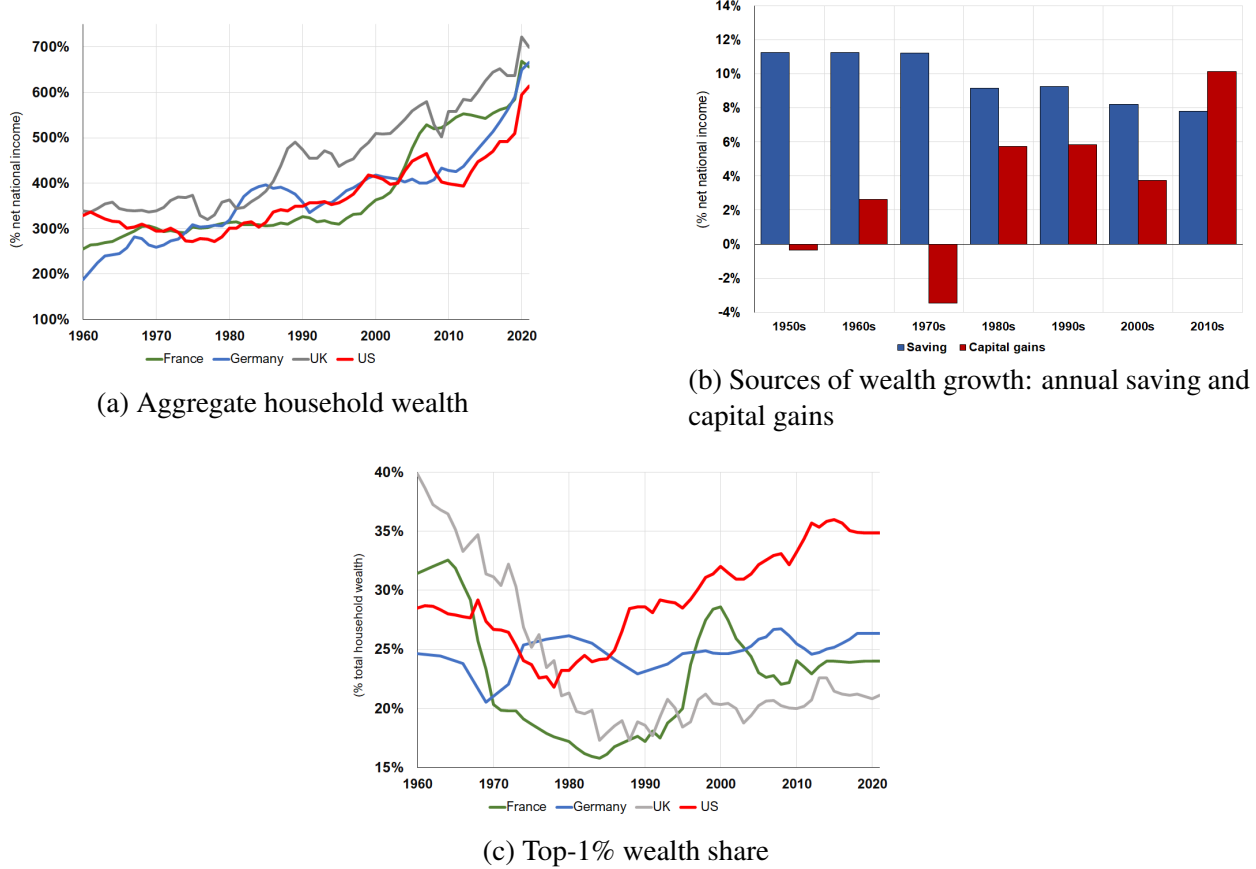 (% net national income)
700%
600%
500%
400%
300%
200%
100%
1960 1970 1980 1990 2000 2010 2020
France Germany UK US
(a) Aggregate household wealth
(% net national income)
14%
12%
10%
8%
6%
4%
2%
0%
-2%
-4%
1950s 1960s 1970s 1980s 1990s 2000s 2010s
Saving Capital gains
(b) Sources of wealth growth: annual saving and
capital gains
(% total household wealth)
40%
35%
30%
25%
20%
15%
1960 1970 1980 1990 2000 2010 2020
France Germany UK US
(c) Top-1% wealth share